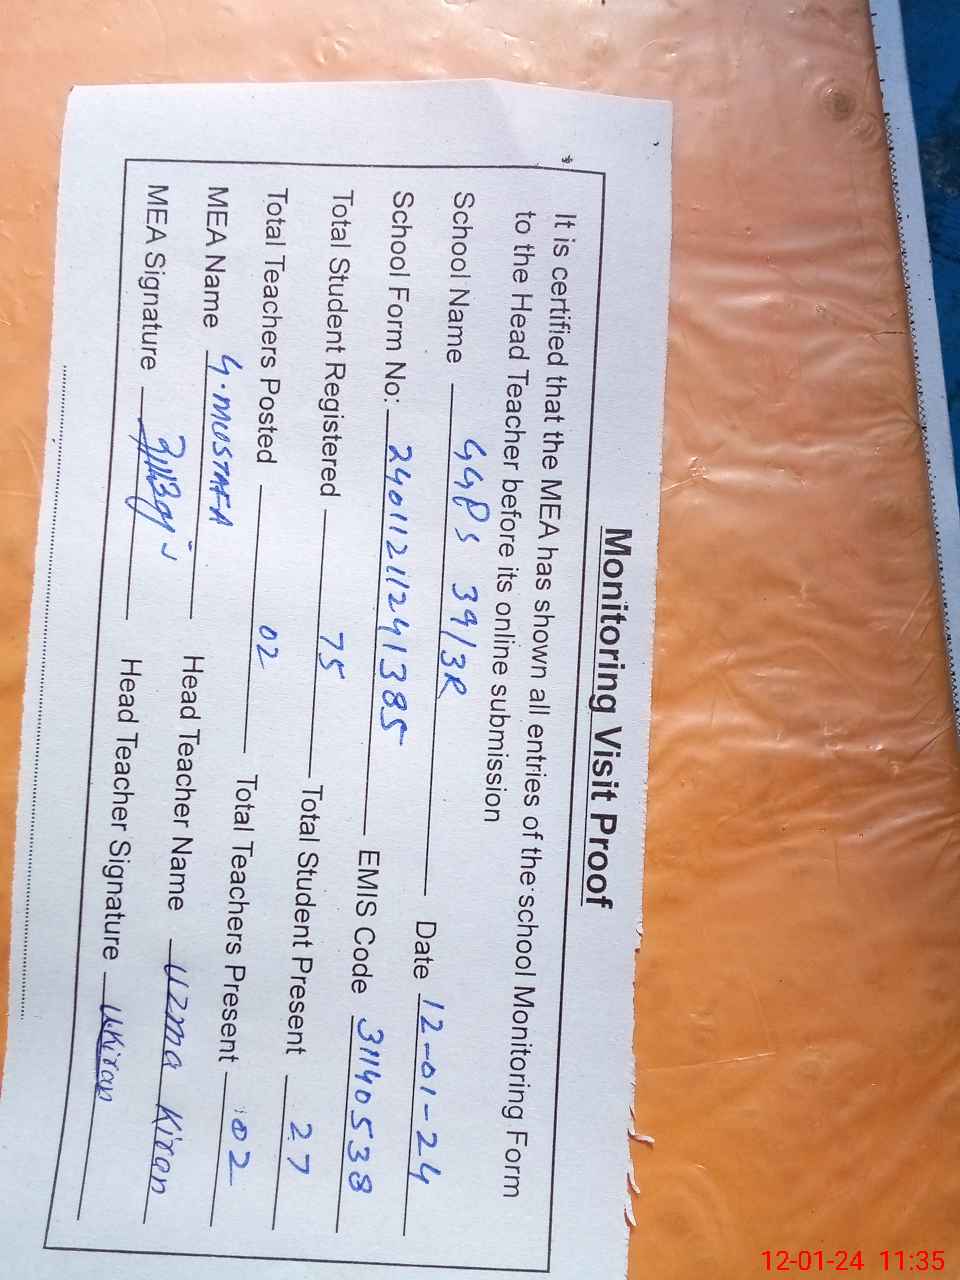 Monitoring Visit Proof
It is certified that the MEA has shown all entries of the school Monitoring Form
to the Head Teacher before its online submission
School Name GGPS 39/3R Date 12-01-24
School Form No: 24011211241385 EMIS Code 31140538
Total Student Registered 75 Total Student Present 27
Total Teachers Posted 02 Total Teachers Present 02
MEA Name G.MUSTAFA Head Teacher Name Uzma Kiran
MEA Signature Head Teacher Signature U.Kiran
12-01-24 11:35